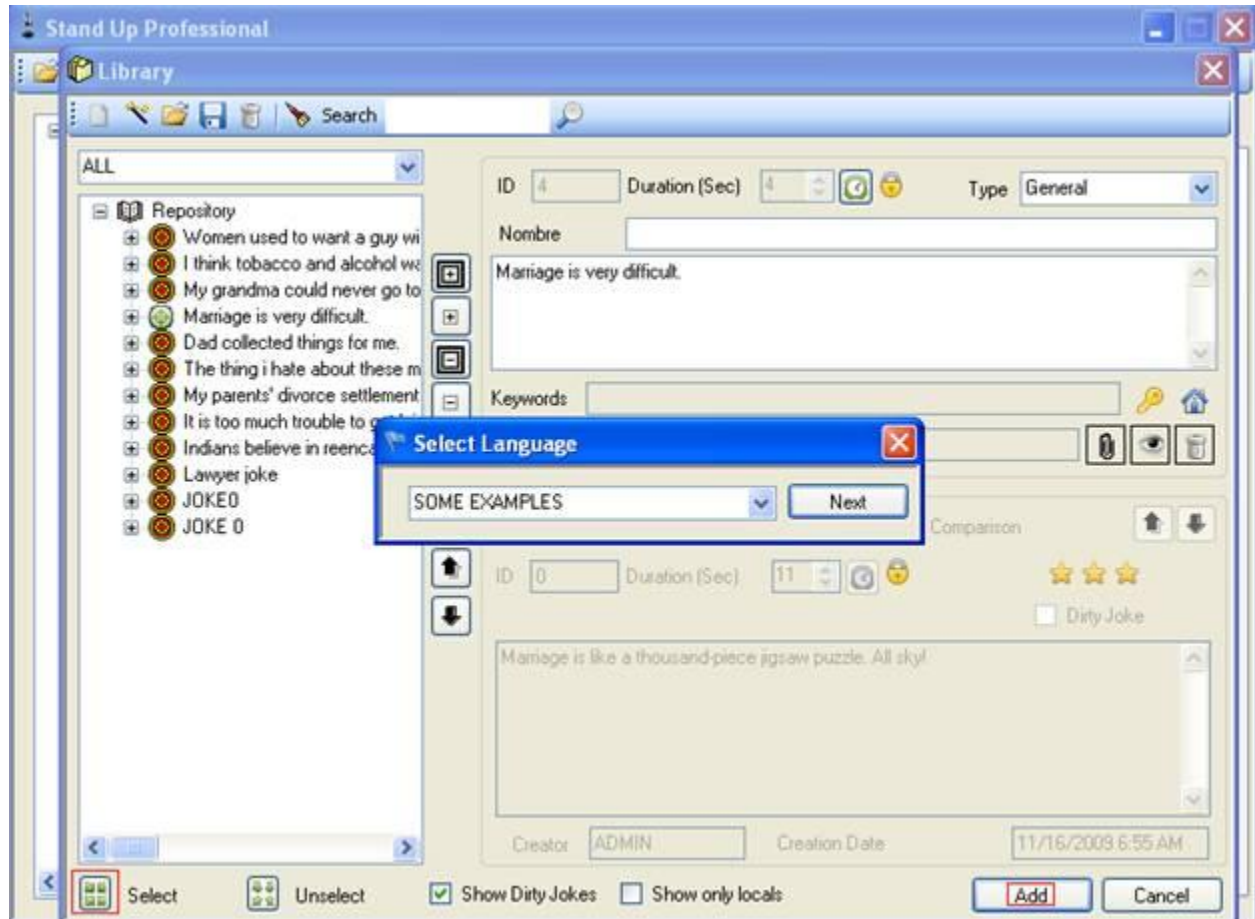 Stand Up Professional
Library
Search
ALL
ID 4 Duration (Sec) 4 Type General
Repository
Nombre
Women used to want a guy wi
I think tobacco and alcohol wa
Marriage is very difficult.
My grandma could never go to
Marriage is very difficult.
Dad collected things for me.
The thing i hate about these m
My parents' divorce settlement
Keywords
It is too much trouble to
Select Language
Indians believe in reenca
Lawyer joke
SOME EXAMPLES Next
JOKE0
JOKE 0
Comparison
ID 0 Duration (Sec) 11
Dirty Joke
Marriage is like a thousand-piece jigsaw puzzle. All sky!
Creator ADMIN Creation Date 11/16/2009 6:55 AM
Select Unselect Show Dirty Jokes Show only locals Add Cancel